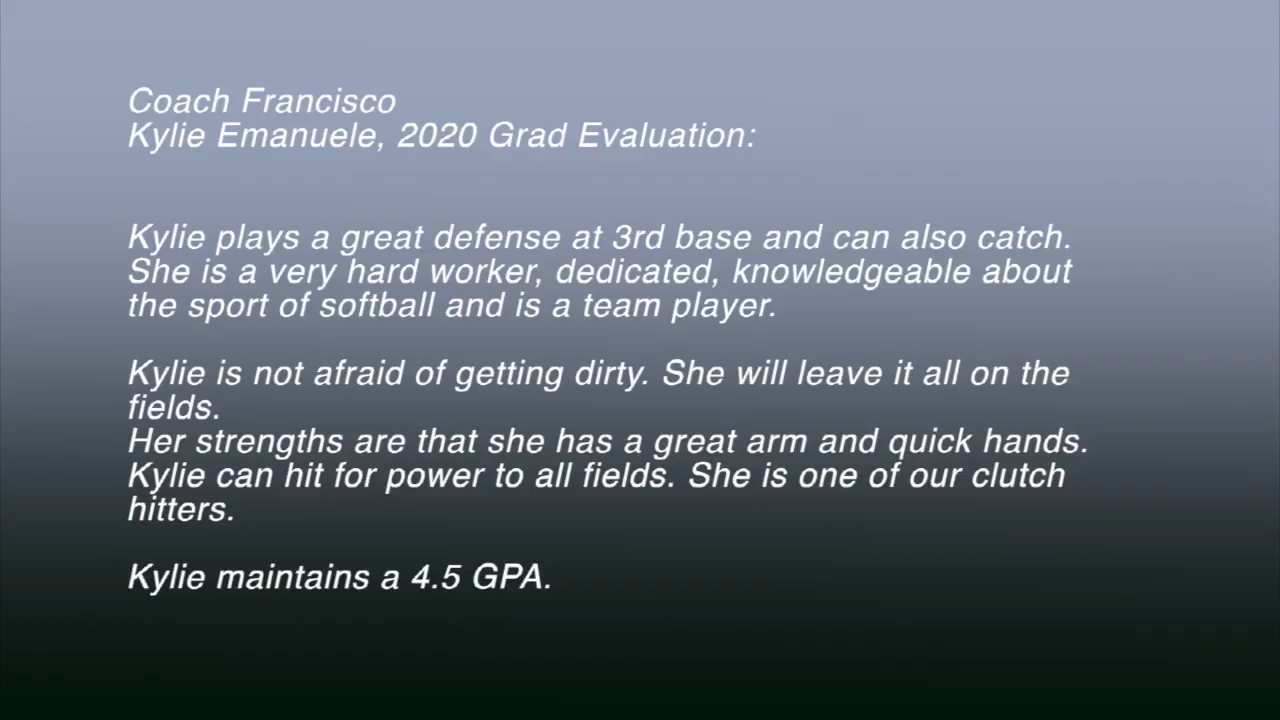 Coach Francisco
Kylie Emanuele, 2020 Grad Evaluation:
Kylie plays a great defense at 3rd base and can also catch.
She is a very hard worker, dedicated, knowledgeable about
the sport of softball and is a team player.
Kylie is not afraid of getting dirty. She will leave it all on the
fields.
Her strengths are that she has a great arm and quick hands.
Kylie can hit for power to all fields. She is one of our clutch
hitters.
Kylie maintains a 4.5 GPA.